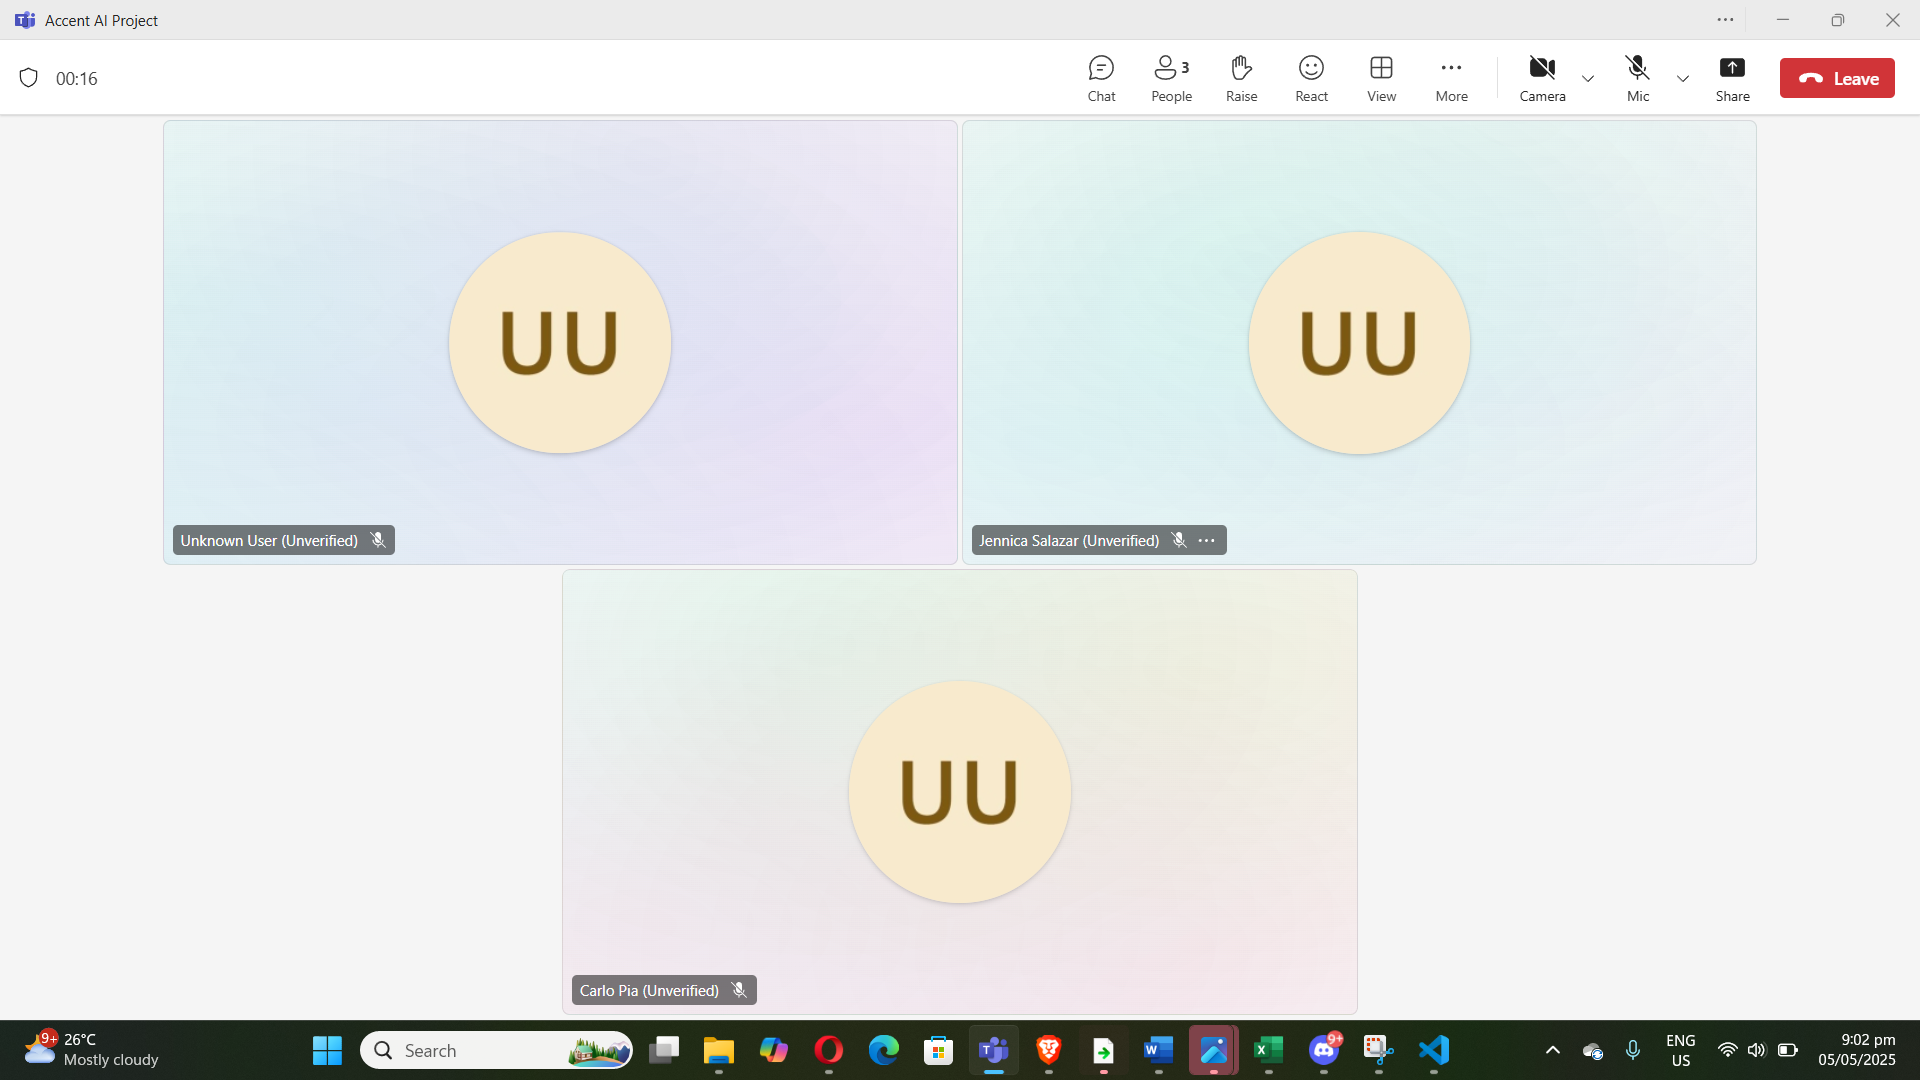 Accent AI Project
00:16
Chat
People
3
Raise
React
View
More
Camera
Mic
Share
Leave
UU
Unknown User (Unverified)
UU
Jennica Salazar (Unverified)
UU
Carlo Pia (Unverified)
9+
26°C
Mostly cloudy
Search
9+
ENG
US
9:02 pm
05/05/2025